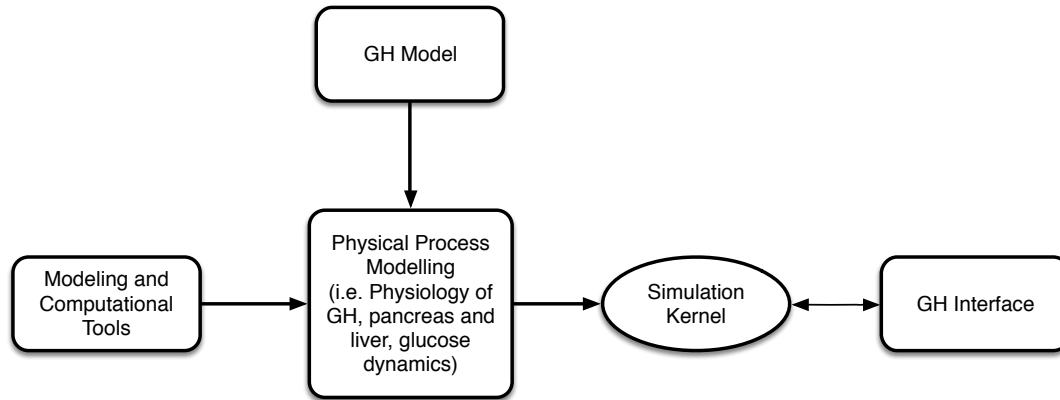 GH Model
Physical Process
Modelling
(i.e. Physiology of
GH, pancreas and
liver, glucose
dynamics)
Modeling and
Computational
Tools
Simulation
Kernel
GH Interface